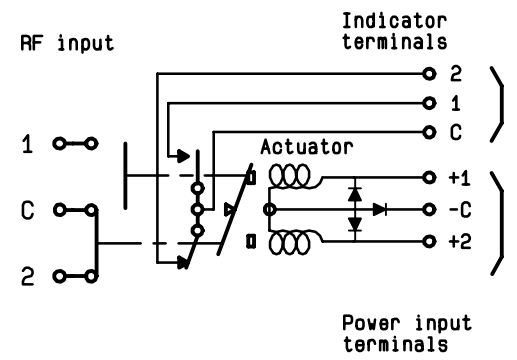 Indicator
terminals
RF input
2
1
C
1
Actuator
+1
C
-C
2
+2
Power input
terminals